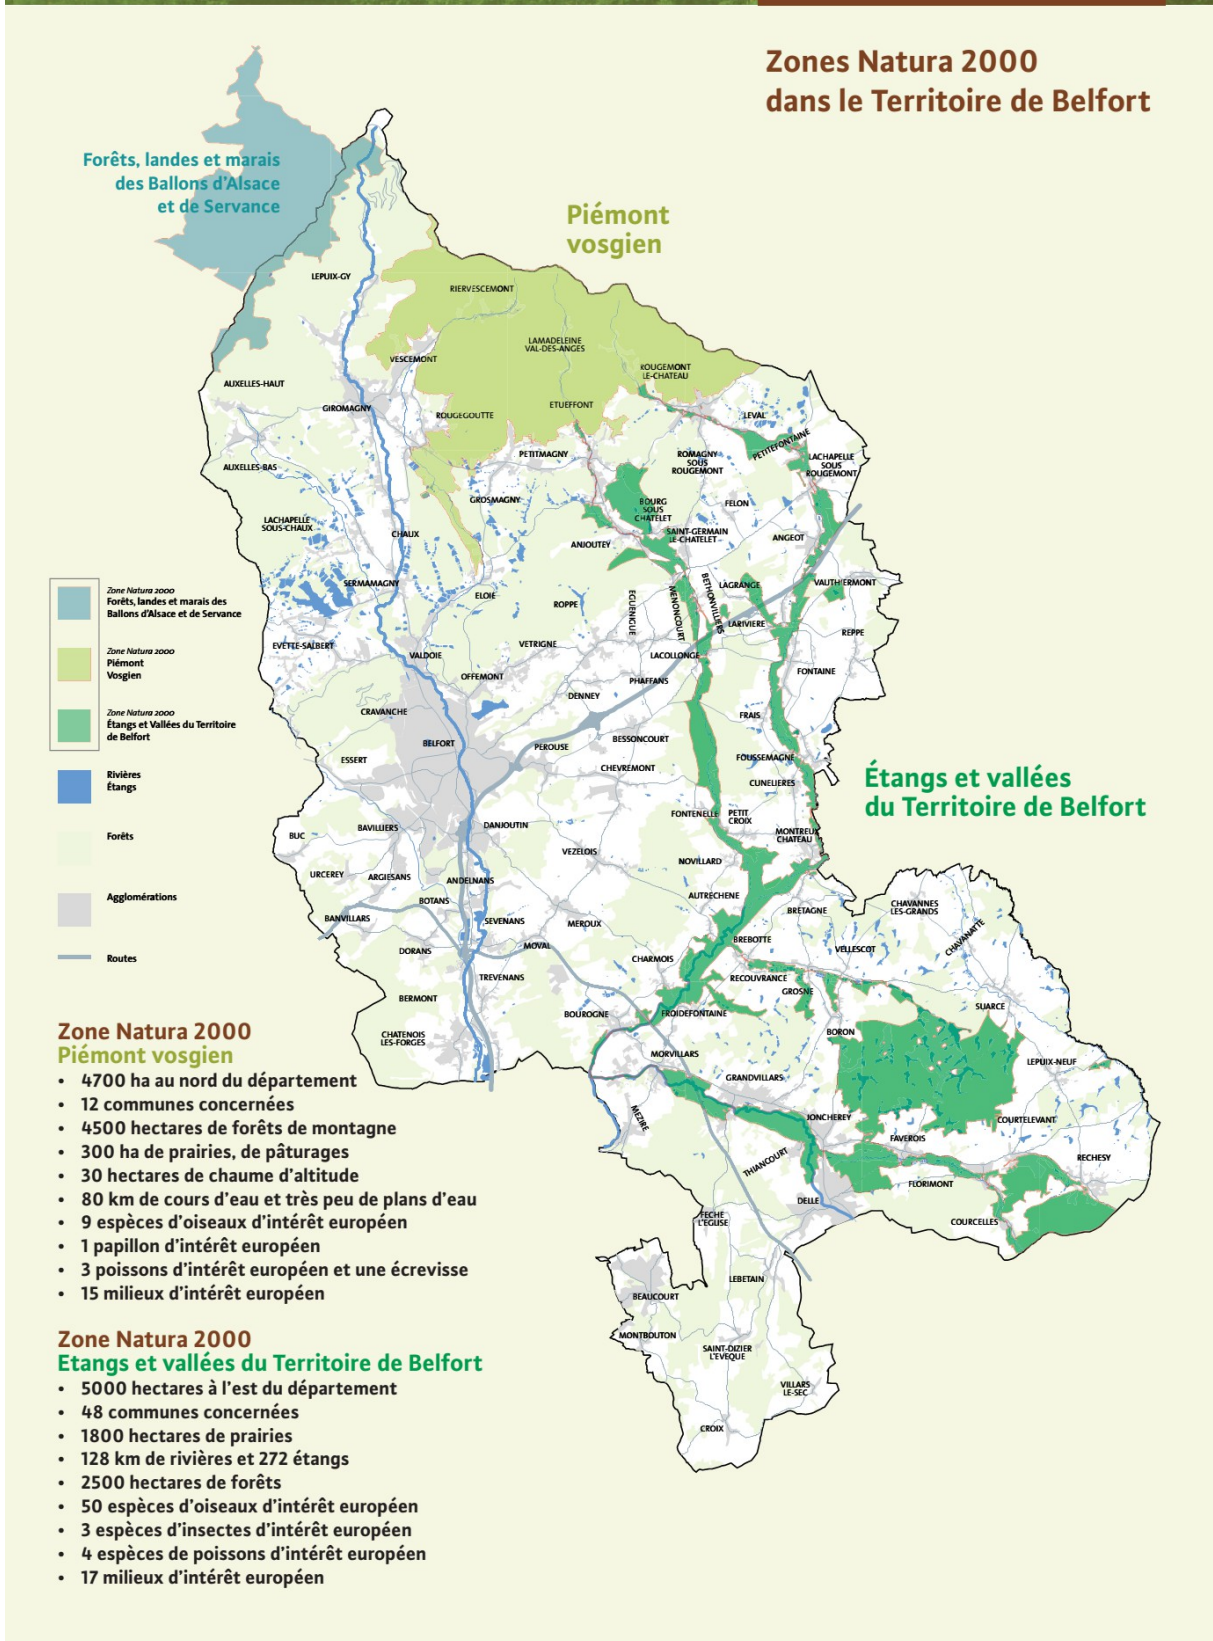 Zones Natura 2000
dans le Territoire de Belfort
Forêts, landes et marais
des Ballons d'Alsace
et de Servance
Piémont
vosgien
LEPUIX-GY
RIERVESCEMONT
LAMADELEINE
VAL-DES-ANGES
VESCEMONT
ROUGEMONT
LE-CHATEAU
AUXELLES-HAUT
GIROMAGNY
ROUGEGOUTTE
ETUEFFONT
LEVAL
PETITEFONTAINE
AUXELLES-BAS
PETITMAGNY
ROMAGNY
SOUS
ROUGEMONT
LACHAPELLE
SOUS
ROUGEMONT
GROSMAGNY
BOURG
SOUS
CHATELET
FELON
LACHAPELLE
SOUS-CHAUX
CHAUX
ANJOUTEY
SAINT-GERMAIN
LE-CHATELET
ANGEOT
SERMAMAGNY
ELOIE
ROPPE
EGUENIGUE
MENONCOURT
BETHONVILLIERS
LAGRANGE
VAUTHIERMONT
LARIVIERE
REPPE
EVETTE-SALBERT
VALDOIE
VETRIGNE
LACOLLONGE
OFFEMONT
PHAFFANS
FONTAINE
DENNEY
CRAVANCHE
FRAIS
BELFORT
PEROUSE
BESSONCOURT
ESSERT
CHEVREMONT
FOUSSEMAGNE
CUNELIERES
Étangs et vallées
du Territoire de Belfort
FONTENELLE
PETIT
CROIX
BUC
BAVILLIERS
DANJOUTIN
MONTREUX
CHATEAU
VEZELOIS
NOVILLARD
URCEREY
ARGIESANS
ANDELNANS
BOTANS
AUTRECHENE
BANVILLARS
SEVENANS
MEROUX
BRETAGNE
CHAVANNES
LES-GRANDS
CHAVANATTE
DORANS
MOVAL
BREBOTTE
VELLESCOT
CHARMOIS
TREVENANS
RECOUVRANCE
GROSNE
BERMONT
SUARCE
BOUROGNE
FROIDEFONTAINE
CHATENOIS
LES-FORGES
BORON
MORVILLARS
LEPUIX-NEUF
GRANDVILLARS
MEZIRE
JONCHEREY
COURTELEVANT
FAVEROIS
THIANCOURT
RECHESY
FLORIMONT
DELLE
FECHE
L'EGLISE
COURCELLES
LEBETAIN
BEAUCOURT
MONTBOUTON
SAINT-DIZIER
L'EVEQUE
VILLARS
LE-SEC
CROIX
Zone Natura 2000
Forêts, landes et marais des
Ballons d'Alsace et de Servance
Zone Natura 2000
Piémont
Vosgien
Zone Natura 2000
Étangs et Vallées du Territoire
de Belfort
Rivières
Étangs
Forêts
Agglomérations
Routes
Zone Natura 2000
Piémont vosgien
• 4700 ha au nord du département
• 12 communes concernées
• 4500 hectares de forêts de montagne
• 300 ha de prairies, de pâturages
• 30 hectares de chaume d'altitude
• 80 km de cours d'eau et très peu de plans d'eau
• 9 espèces d'oiseaux d'intérêt européen
• 1 papillon d'intérêt européen
• 3 poissons d'intérêt européen et une écrevisse
• 15 milieux d'intérêt européen
Zone Natura 2000
Etangs et vallées du Territoire de Belfort
• 5000 hectares à l'est du département
• 48 communes concernées
• 1800 hectares de prairies
• 128 km de rivières et 272 étangs
• 2500 hectares de forêts
• 50 espèces d'oiseaux d'intérêt européen
• 3 espèces d'insectes d'intérêt européen
• 4 espèces de poissons d'intérêt européen
• 17 milieux d'intérêt européen